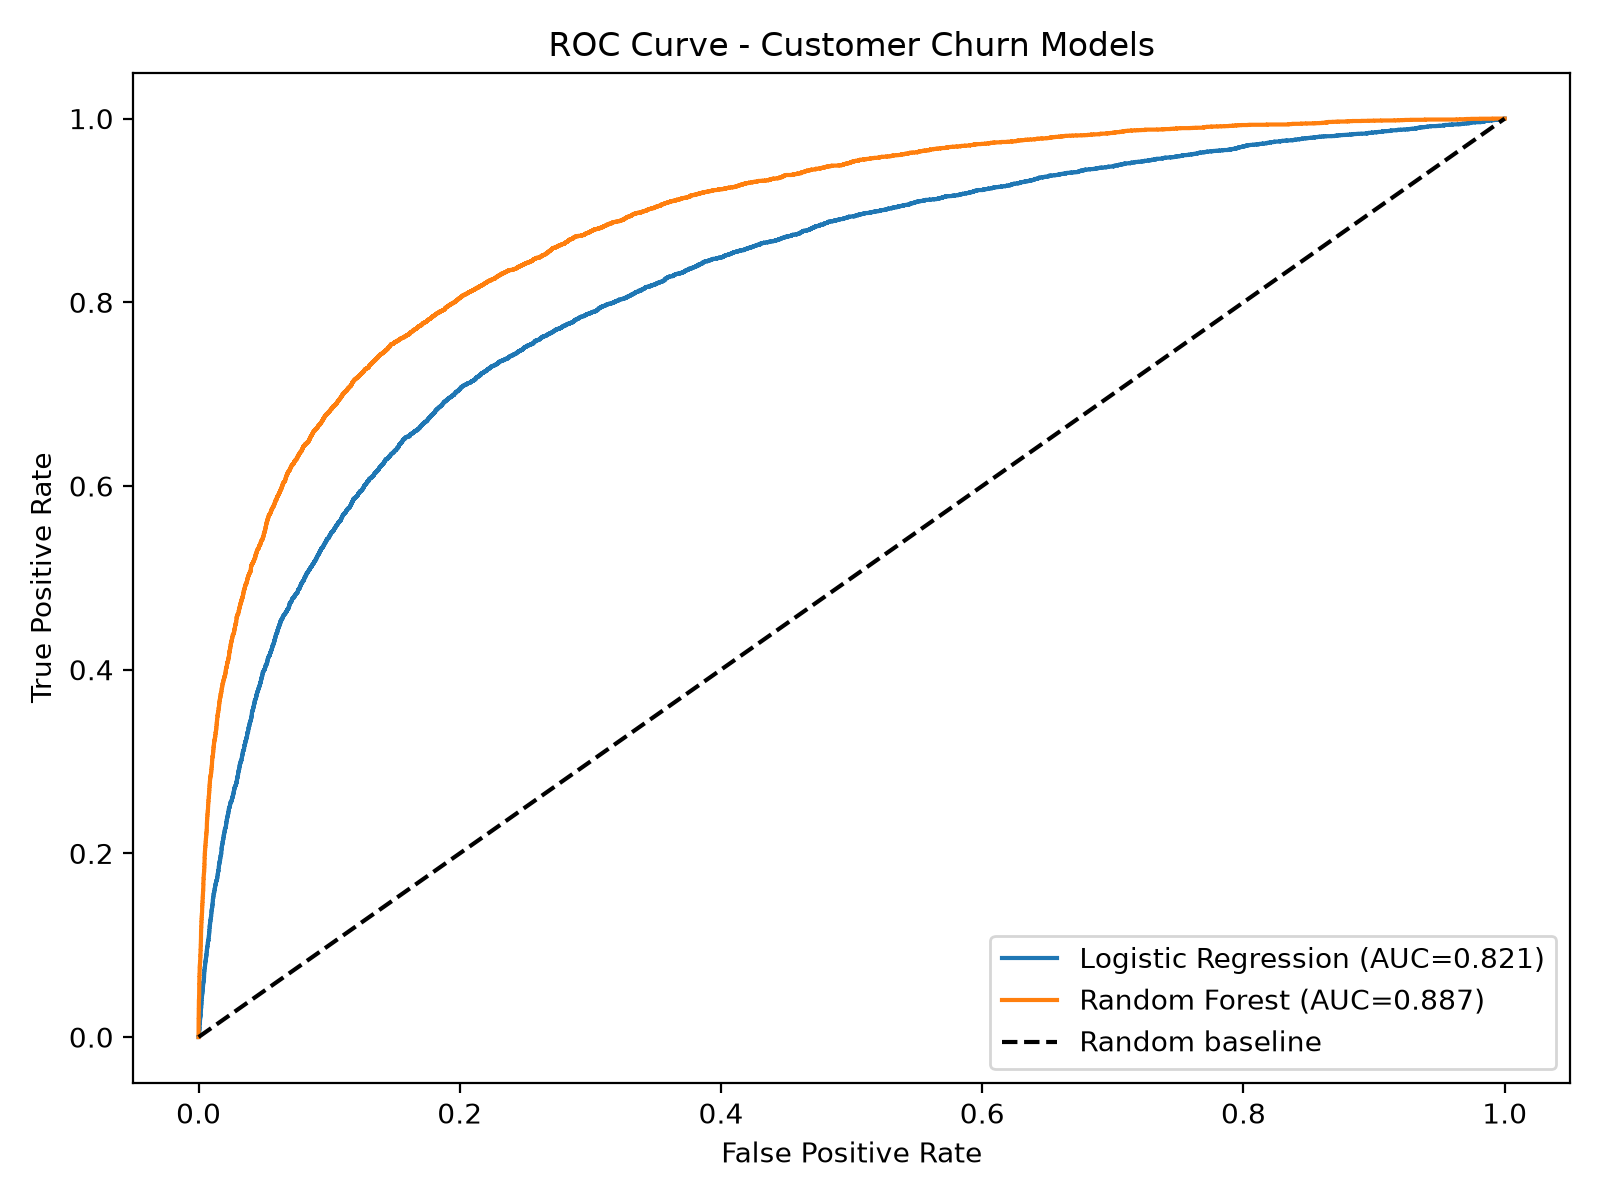 ROC Curve - Customer Churn Models
True Positive Rate
1.0
0.8
0.6
0.4
0.2
0.0
0.0 0.2 0.4 0.6 0.8 1.0
False Positive Rate
Logistic Regression (AUC=0.821)
Random Forest (AUC=0.887)
Random baseline